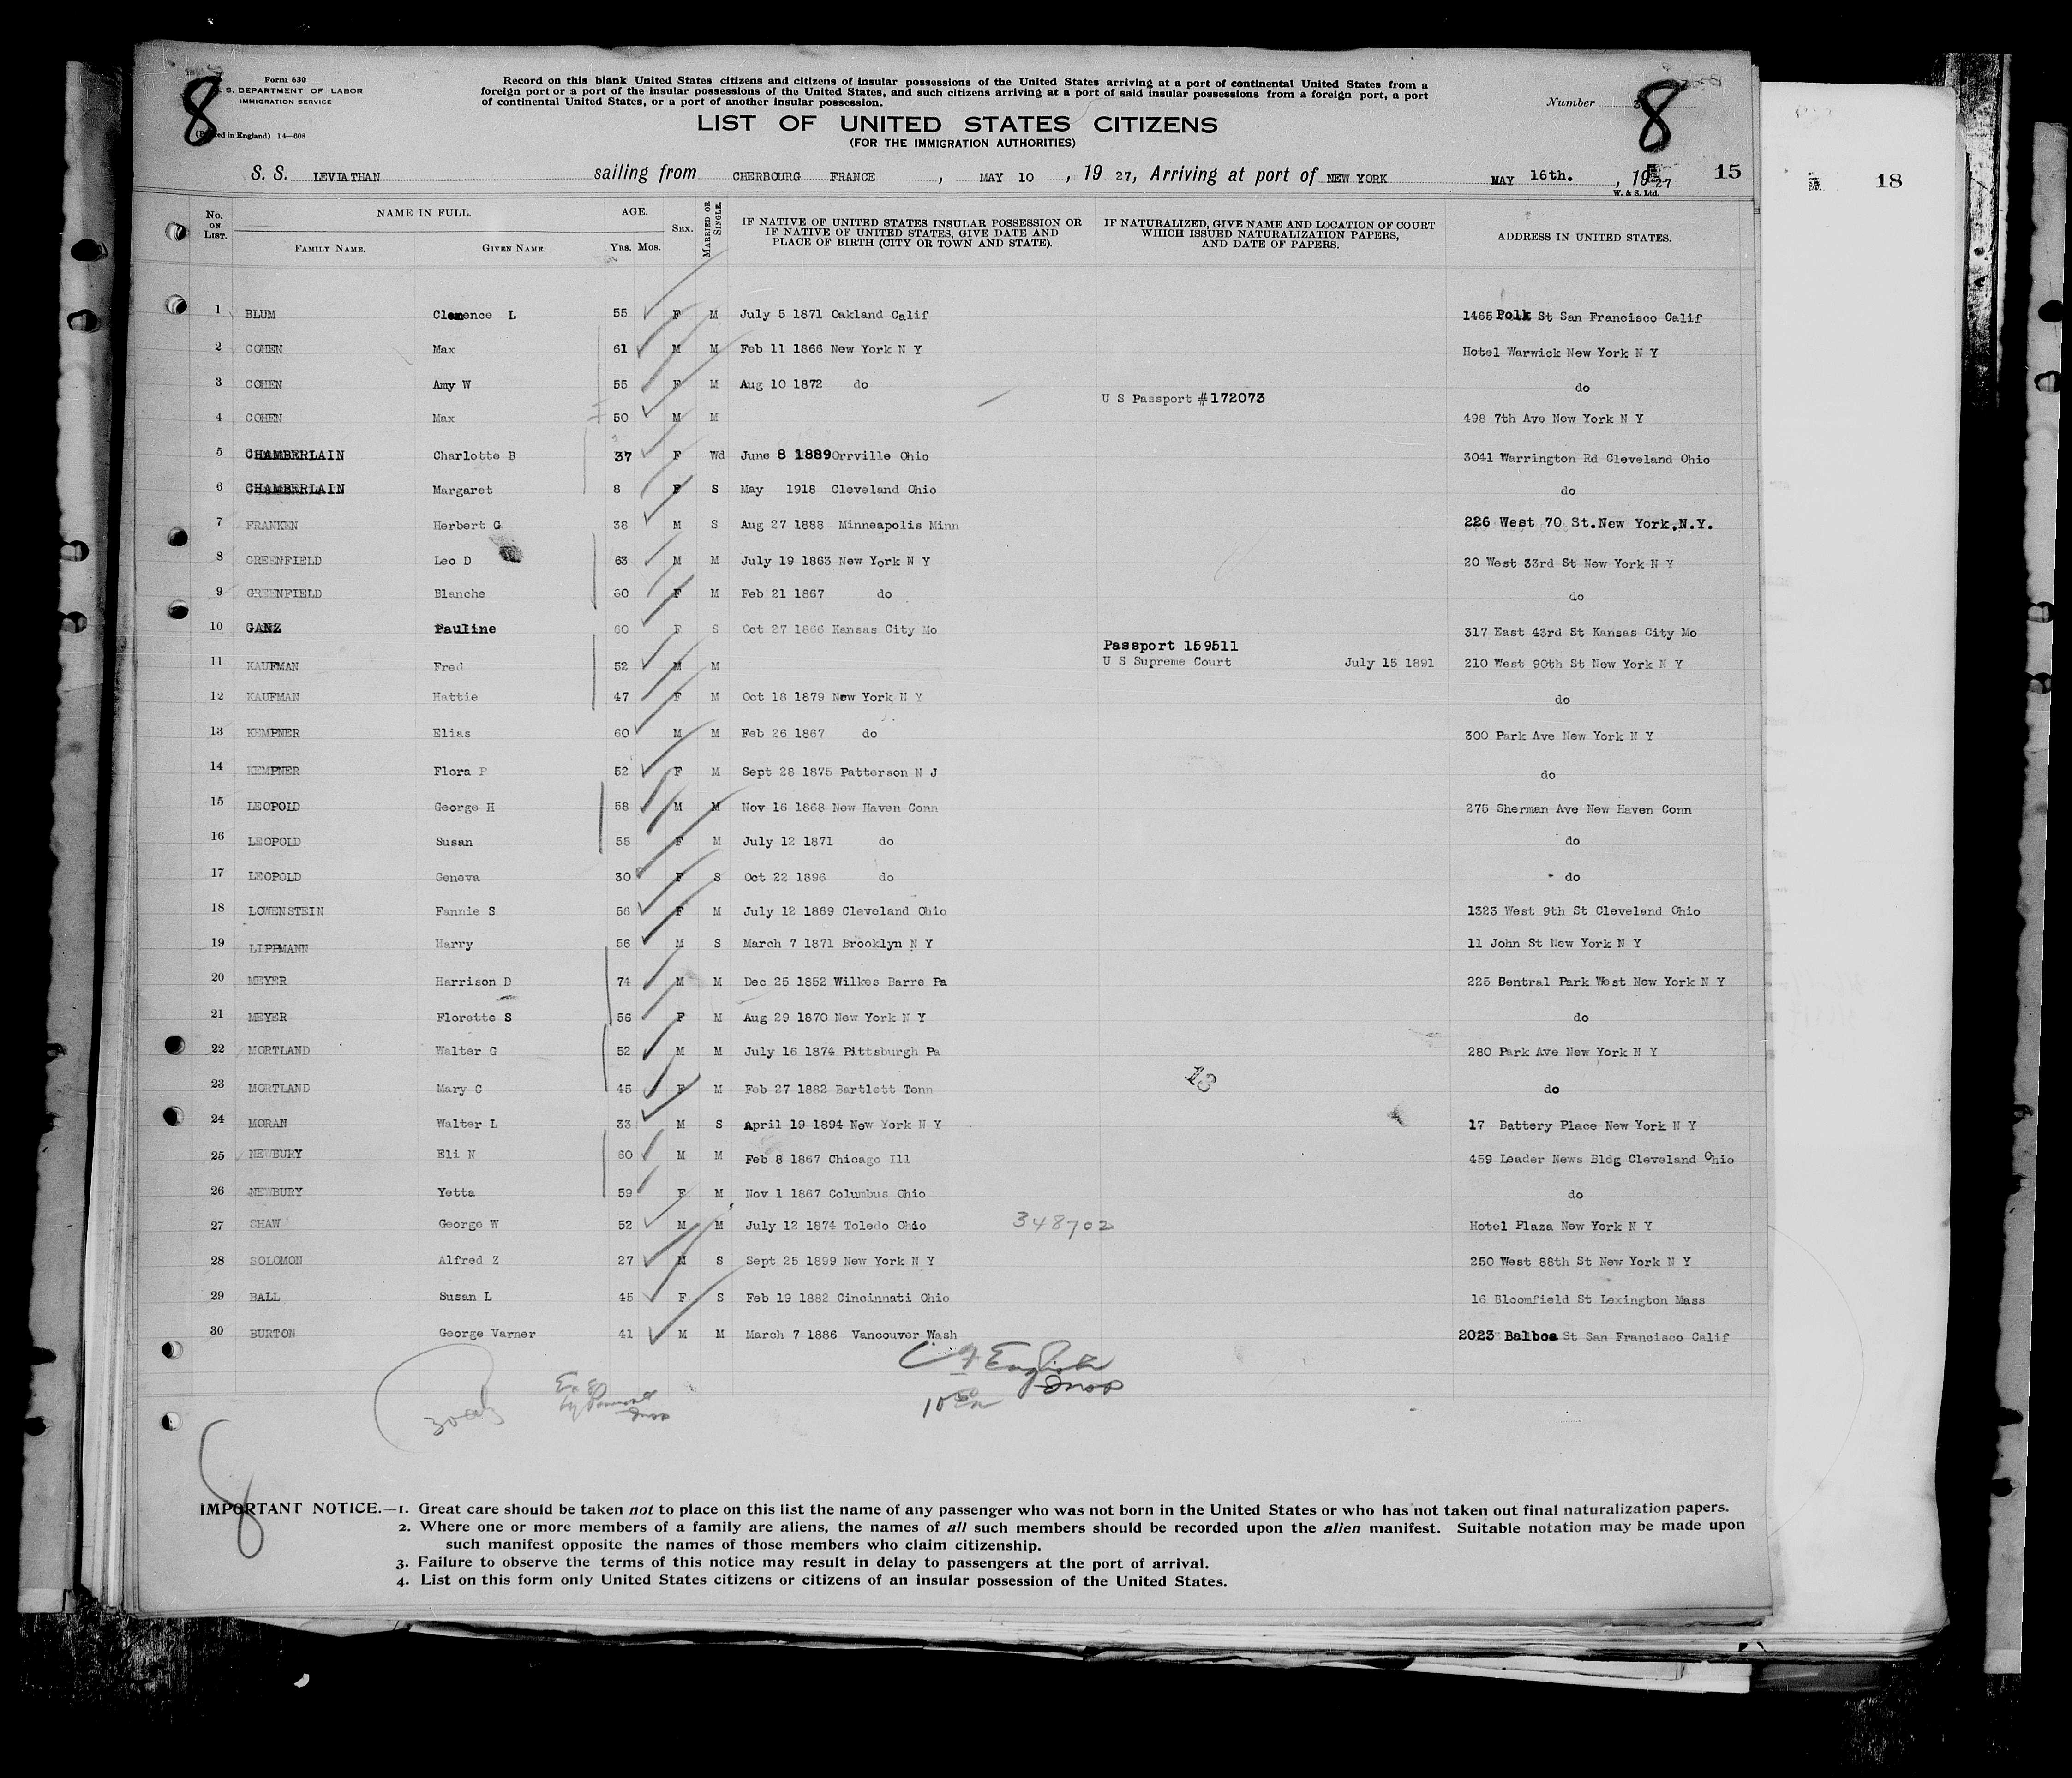 Form 630
S. DEPARTMENT OF LABOR
IMMIGRATION SERVICE
in England) 14—608
8
Record on this blank United States citizens and citizens of insular possessions of the United States arriving at a port of continental United States from a
foreign port or a port of the insular possessions of the United States, and such citizens arriving at a port of said insular possessions from a foreign port, a port
of continental United States, or a port of another insular possession.
Number
8
LIST OF UNITED STATES CITIZENS
(FOR THE IMMIGRATION AUTHORITIES)
S. S. LEVIATHAN sailing from CHERBOURG FRANCE , MAY 10 , 19 27, Arriving at port of NEW YORK MAY 16th. , 19 27 15
W. & S. Ltd.
18
No. ON LIST. NAME IN FULL. AGE. SEX. MARRIED OR SINGLE. IF NATIVE OF UNITED STATES INSULAR POSSESSION OR IF NATIVE OF UNITED STATES, GIVE DATE AND PLACE OF BIRTH (CITY OR TOWN AND STATE). IF NATURALIZED, GIVE NAME AND LOCATION OF COURT WHICH ISSUED NATURALIZATION PAPERS, AND DATE OF PAPERS. ADDRESS IN UNITED STATES.
FAMILY NAME. GIVEN NAME. YRS. MOS.
1 BLUM Clemence L 55 F M July 5 1871 Oakland Calif 1465 Polk St San Francisco Calif
2 COHEN Max 61 M M Feb 11 1866 New York N Y Hotel Warwick New York N Y
3 COHEN Amy W 55 F M Aug 10 1872 do do
U S Passport #172073
4 COHEN Max 50 M M 498 7th Ave New York N Y
5 CHAMBERLAIN Charlotte B 37 F Wd June 8 1889 Orrville Ohio 3041 Warrington Rd Cleveland Ohio
6 CHAMBERLAIN Margaret 8 F S May 1918 Cleveland Ohio do
7 FRANKEN Herbert G 38 M S Aug 27 1888 Minneapolis Minn 226 West 70 St.New York,N.Y.
8 GREENFIELD Leo D 63 M M July 19 1863 New York N Y 20 West 33rd St New York N Y
9 GREENFIELD Blanche 60 F M Feb 21 1867 do do
10 GANZ Pauline 60 F S Oct 27 1866 Kansas City Mo 317 East 43rd St Kansas City Mo
Passport 159511
11 KAUFMAN Fred 52 M M U S Supreme Court July 15 1891 210 West 90th St New York N Y
12 KAUFMAN Hattie 47 F M Oct 18 1879 New York N Y do
13 KEMPNER Elias 60 M M Feb 26 1867 do 300 Park Ave New York N Y
14 KEMPNER Flora P 52 F M Sept 28 1875 Patterson N J do
15 LEOPOLD George H 58 M M Nov 16 1868 New Haven Conn 275 Sherman Ave New Haven Conn
16 LEOPOLD Susan 55 F M July 12 1871 do do
17 LEOPOLD Geneva 30 F S Oct 22 1896 do do
18 LOWENSTEIN Fannie S 56 F M July 12 1869 Cleveland Ohio 1323 West 9th St Cleveland Ohio
19 LIPPMANN Harry 56 M S March 7 1871 Brooklyn N Y 11 John St New York N Y
20 MEYER Harrison D 74 M M Dec 25 1852 Wilkes Barre Pa 225 Sentral Park West New York N Y
21 MEYER Florette S 56 F M Aug 29 1870 New York N Y do
22 MORTLAND Walter G 52 M M July 16 1874 Pittsburgh Pa 280 Park Ave New York N Y
23 MORTLAND Mary C 45 F M Feb 27 1882 Bartlett Tenn do
13
24 MORAN Walter L 33 M S April 19 1894 New York N Y 17 Battery Place New York N Y
25 NEWBURY Eli N 60 M M Feb 8 1867 Chicago Ill 459 Leader News Bldg Cleveland Ohio
26 NEWBURY Yetta 59 F M Nov 1 1867 Columbus Ohio do
27 SHAW George W 52 M M July 12 1874 Toledo Ohio 348702 Hotel Plaza New York N Y
28 SOLOMON Alfred Z 27 M S Sept 25 1899 New York N Y 250 West 88th St New York N Y
29 BALL Susan L 45 F S Feb 19 1882 Cincinnati Ohio 16 Bloomfield St Lexington Mass
30 BURTON George Varner 41 M M March 7 1886 Vancouver Wash 2023 Balboa St San Francisco Calif
English
8
IMPORTANT NOTICE.—1. Great care should be taken not to place on this list the name of any passenger who was not born in the United States or who has not taken out final naturalization papers.
2. Where one or more members of a family are aliens, the names of all such members should be recorded upon the alien manifest. Suitable notation may be made upon
such manifest opposite the names of those members who claim citizenship.
3. Failure to observe the terms of this notice may result in delay to passengers at the port of arrival.
4. List on this form only United States citizens or citizens of an insular possession of the United States.